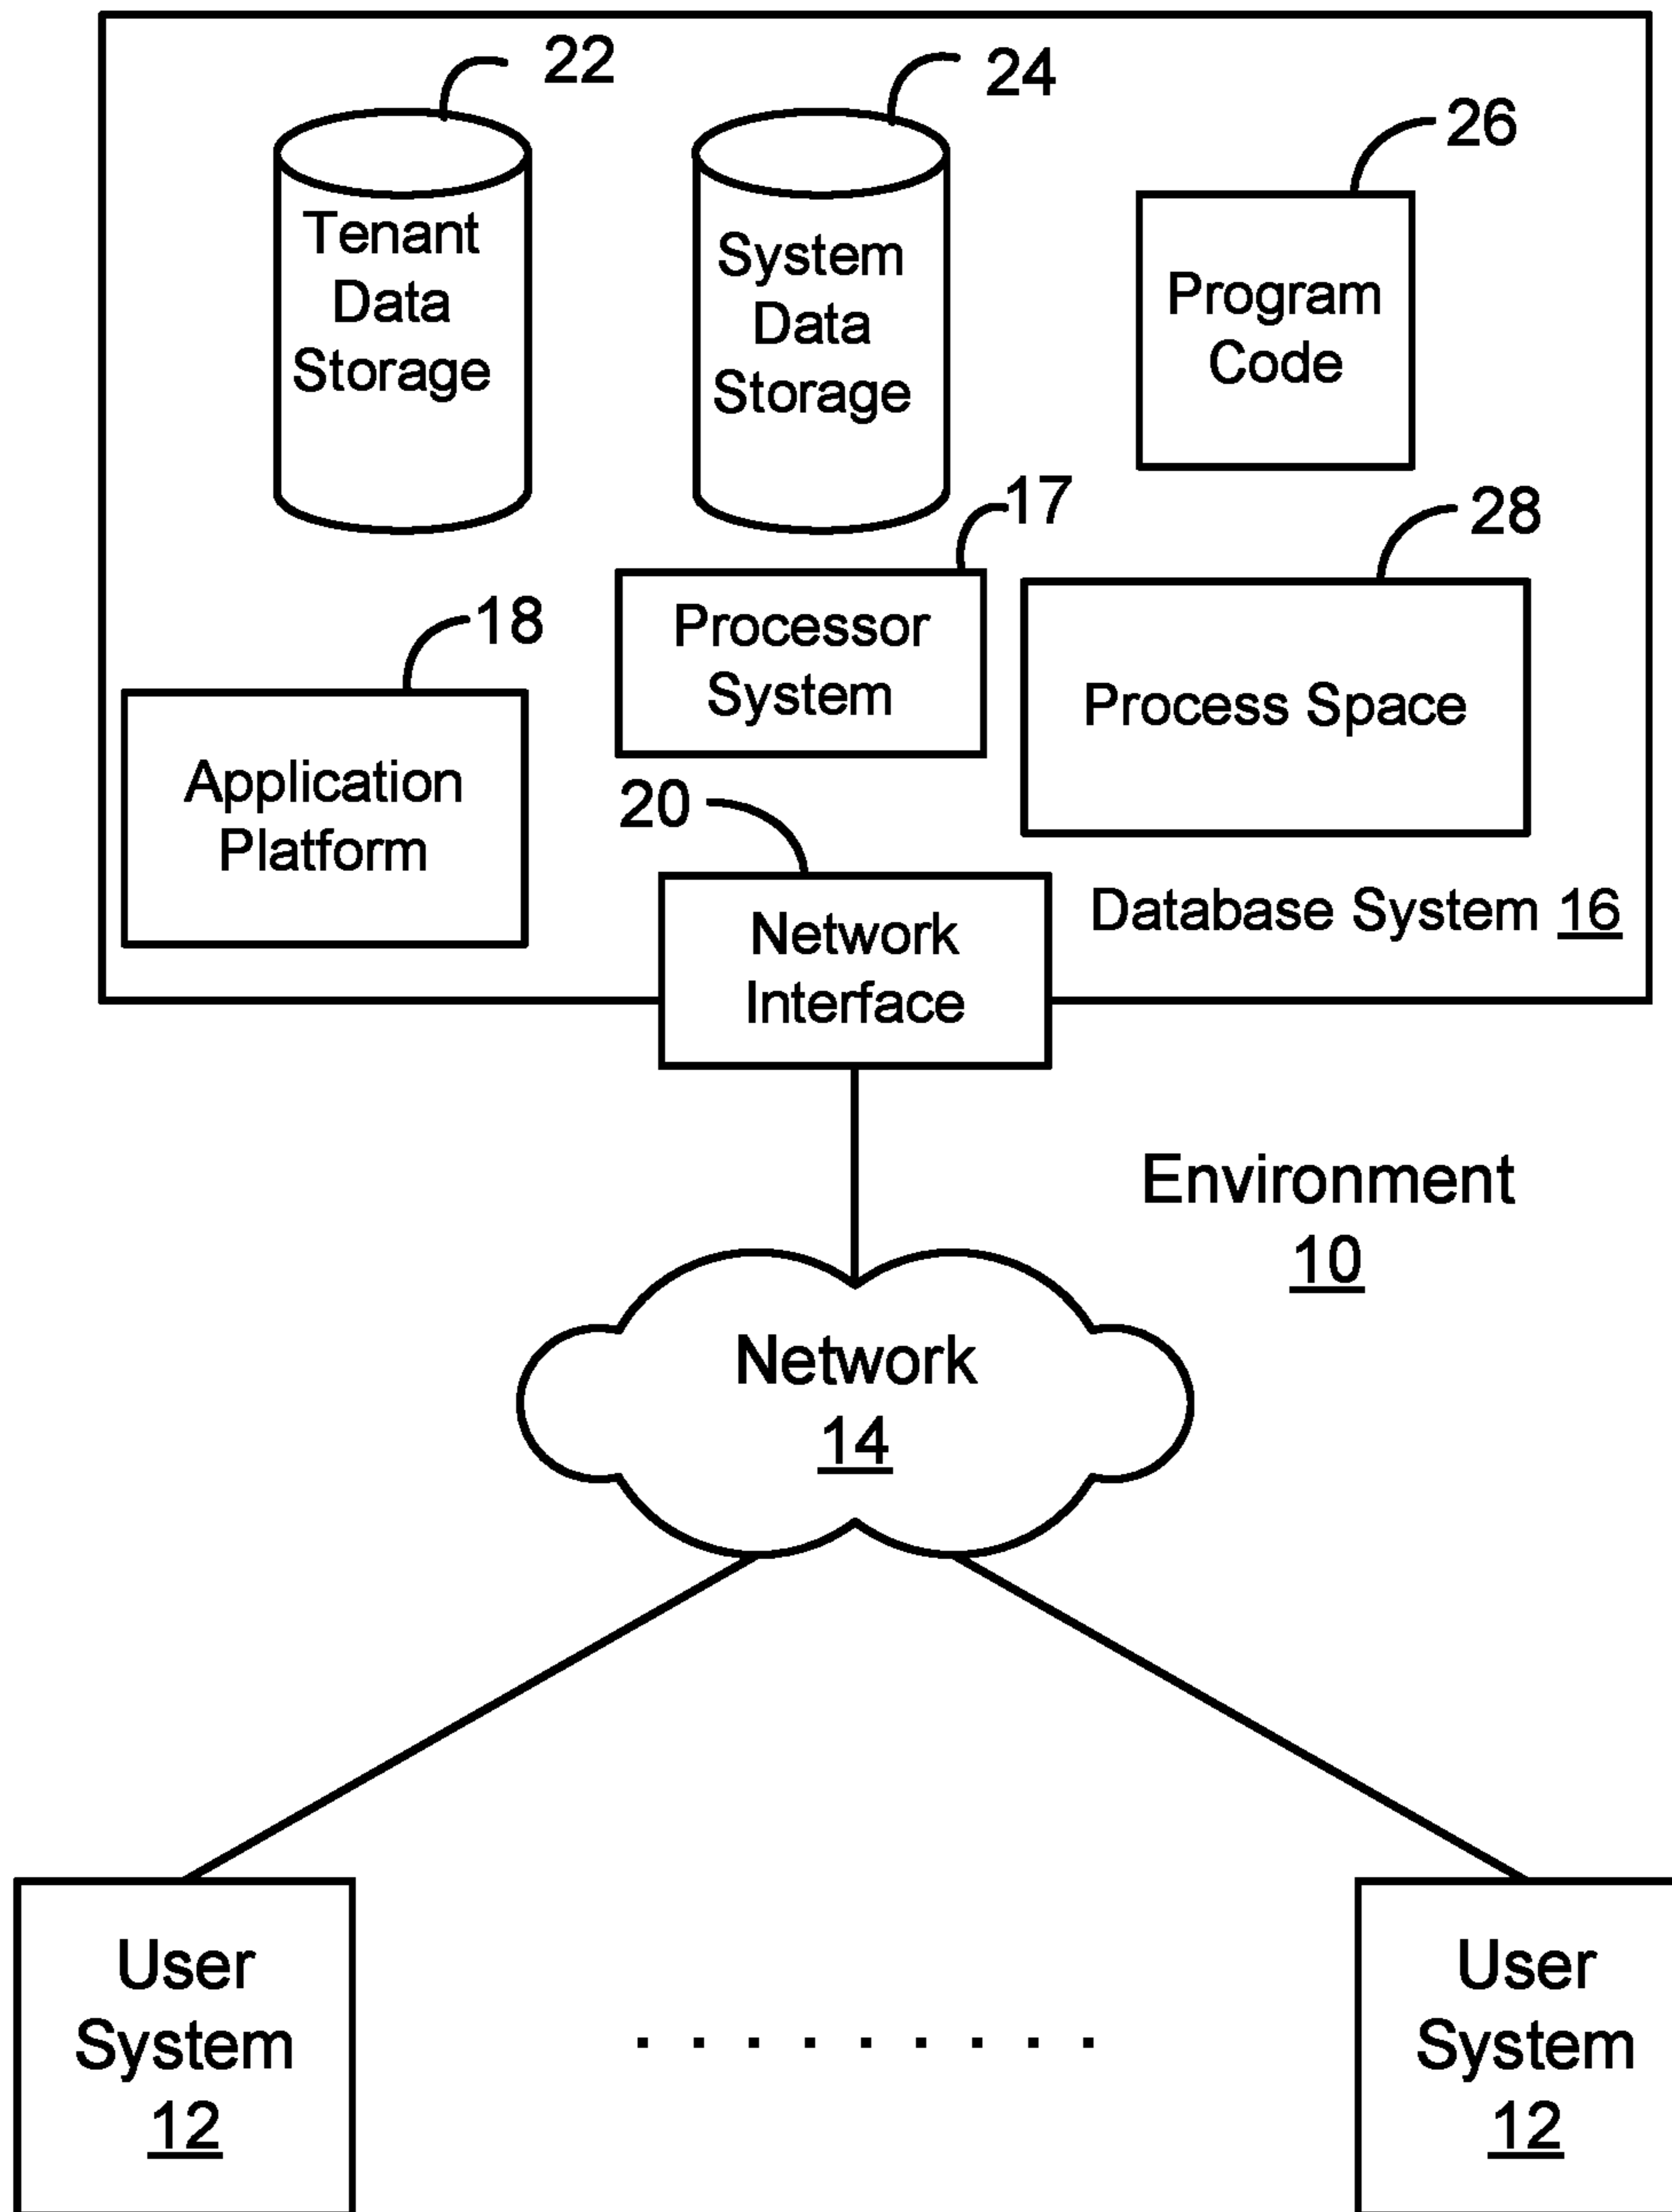 22
24
26
Tenant
Data
Storage
System
Data
Storage
Program
Code
17
28
18
Processor
System
Process Space
Application
Platform
20
Network
Interface
Database System 16
Environment
10
Network
14
User
System
12
. . . . . . . . .
User
System
12